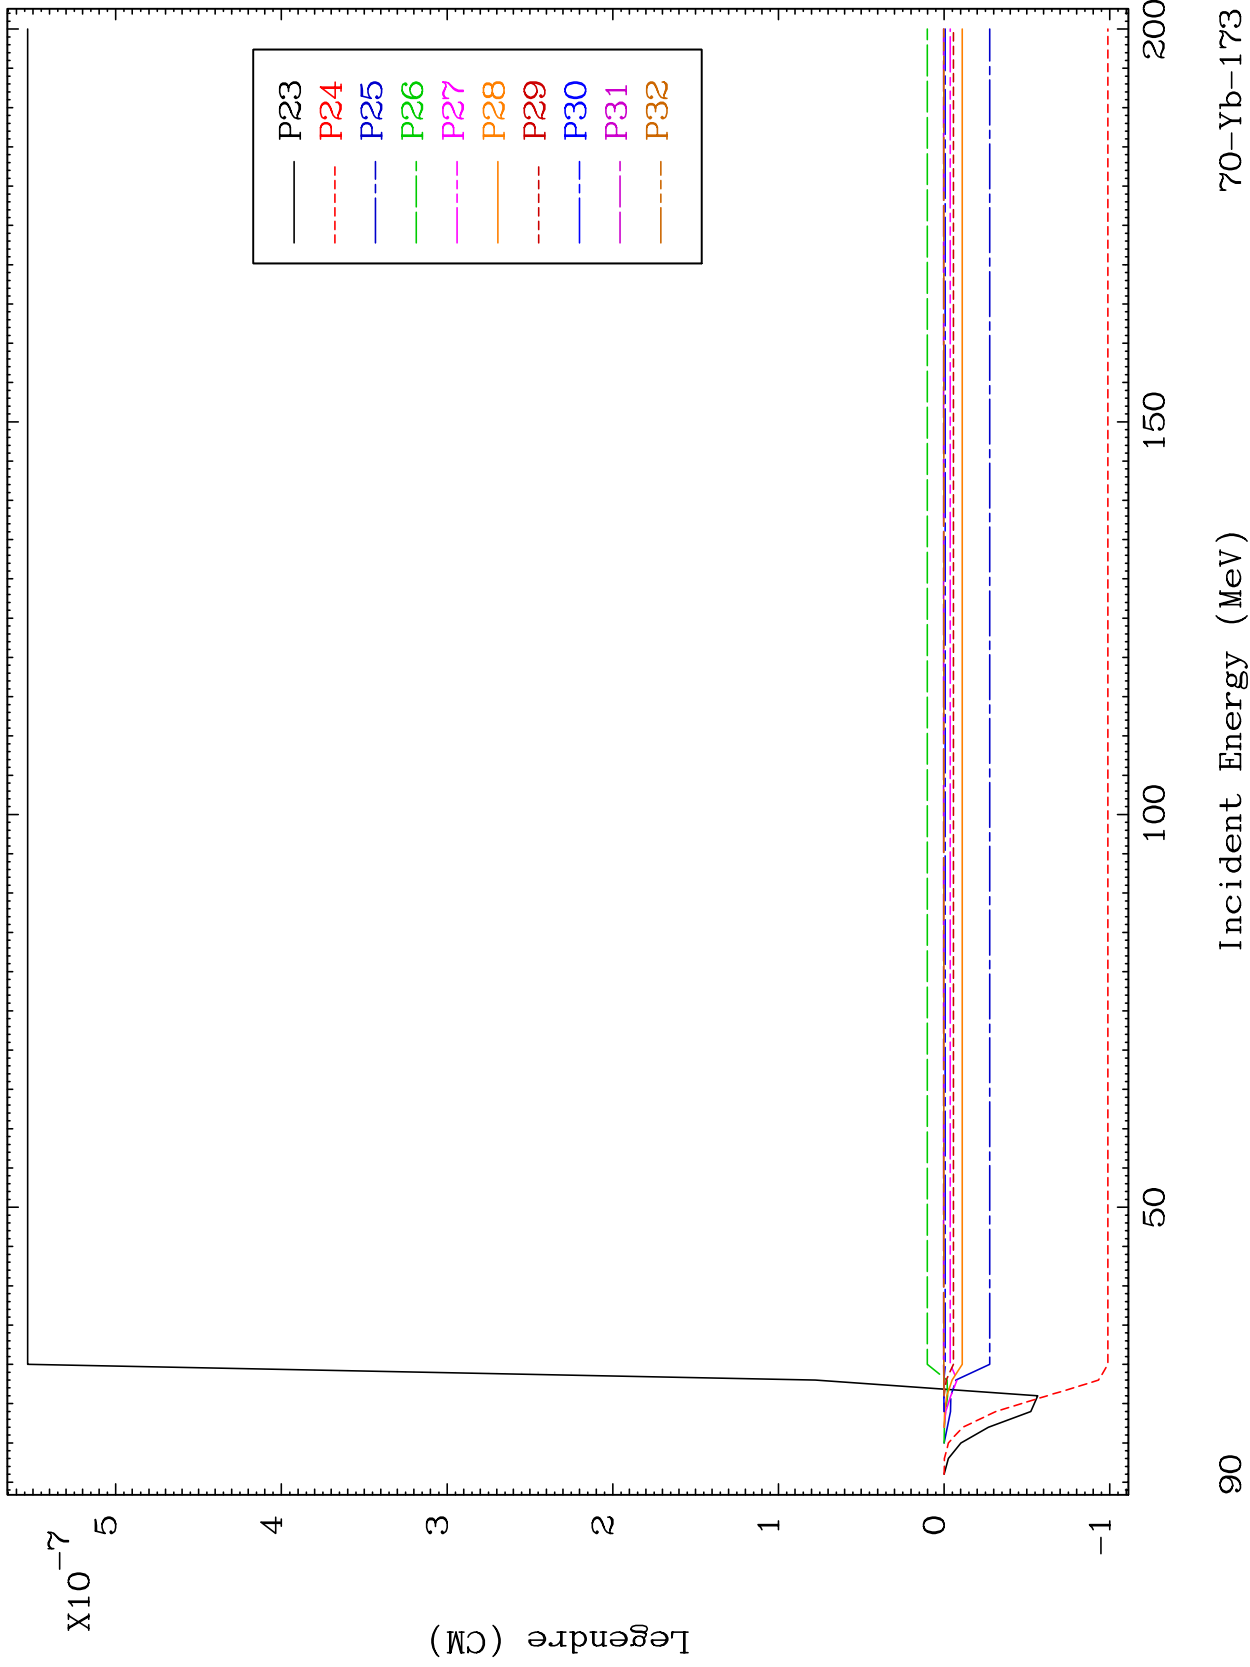 X10-7
5
4
3
2
1
0
-1
Legendre (CM)
P23
P24
P25
P26
P27
P28
P29
P30
P31
P32
50
100
150
200
90
Incident Energy (MeV)
70-Yb-173